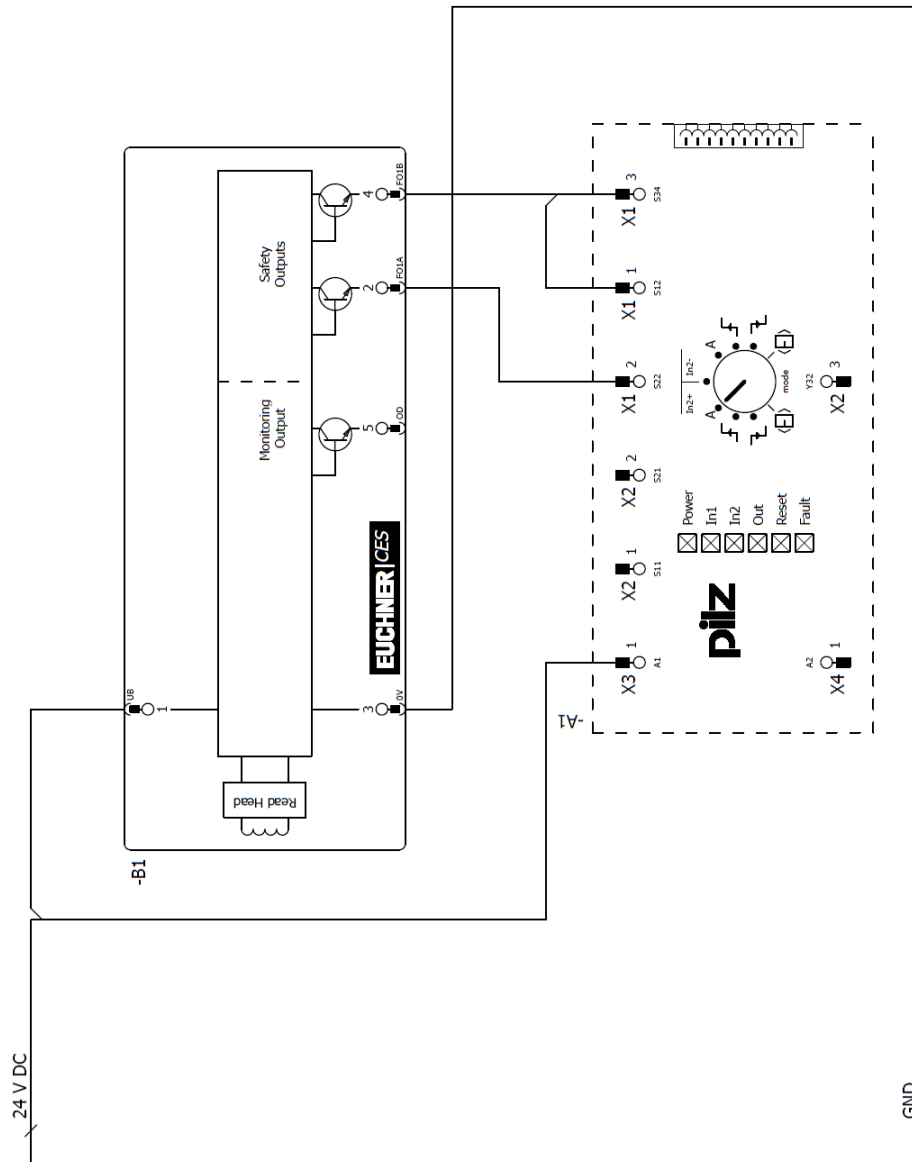 24 V DC
-B1
Read Head
UB
1
3
0V
EUCHNER
CES
Monitoring
Output
Safety
Outputs
5
OD
2
FO1A
4
FO1B
-A1
X3
1
A1
X2
1
S11
X2
2
S21
X1
2
S22
X1
1
S12
X1
3
S34
pilz
Power
In1
In2
Out
Reset
Fault
In2+
In2-
A
A
mode
A2
X4
1
Y32
X2
3
GND